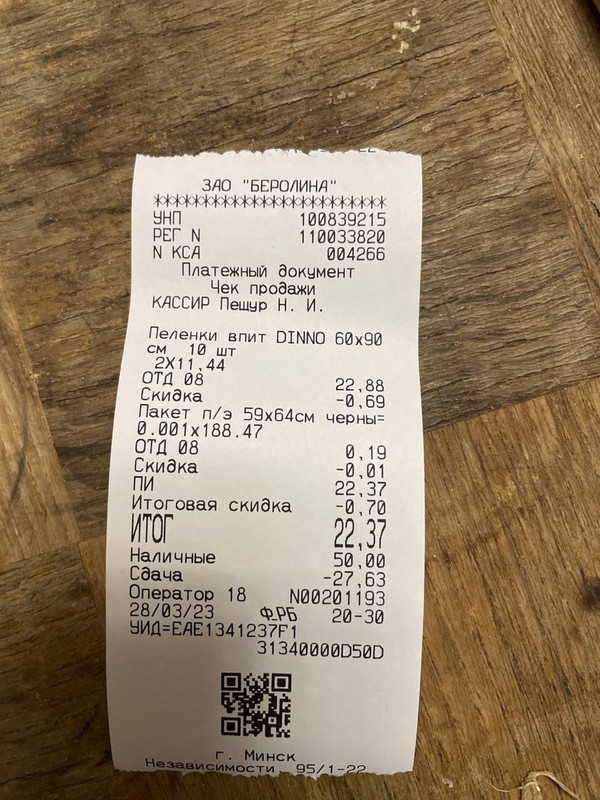 ЗАО "БЕРОЛИНА"
************************
УНП 100839215
РЕГ N 110033820
N КСА 004266
Платежный документ
Чек продажи
КАССИР Пешур Н. И.
Пеленки впит DINNO 60x90
см 10 шт
2X11,44
ОТД 08 22,88
Скидка -0,69
Пакет п/э 59x64см черны=
0.001x188.47
ОТД 08 0,19
Скидка -0,01
ПИ 22,37
Итоговая скидка -0,70
ИТОГ 22,37
Наличные 50,00
Сдача -27,63
Оператор 18 N00201193
28/03/23 Ф.РБ 20-30
УИД=EAE1341237F1
31340000D50D
г. Минск
Независимости 95/1-22